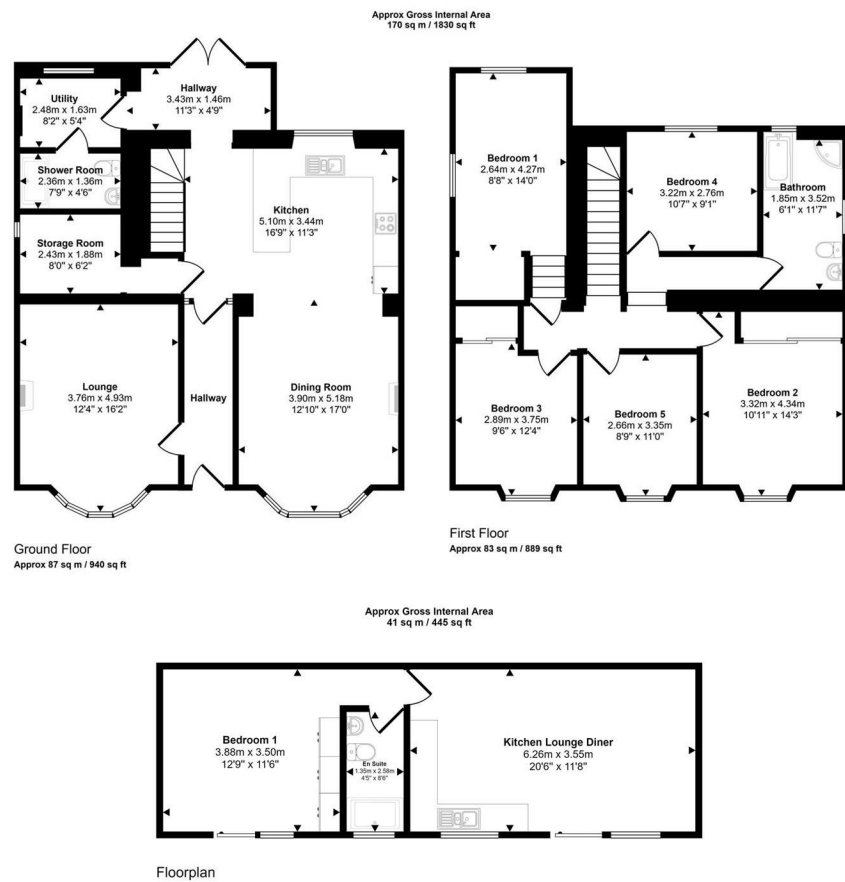 Approx Gross Internal Area
170 sq m / 1830 sq ft
Utility
2.48m x 1.63m
8'2" x 5'4"
Hallway
3.43m x 1.46m
11'3" x 4'9"
Shower Room
2.36m x 1.36m
7'9" x 4'6"
Kitchen
5.10m x 3.44m
16'9" x 11'3"
Storage Room
2.43m x 1.88m
8'0" x 6'2"
Lounge
3.76m x 4.93m
12'4" x 16'2"
Hallway
Dining Room
3.90m x 5.18m
12'10" x 17'0"
Ground Floor
Approx 87 sq m / 940 sq ft
Bedroom 1
2.64m x 4.27m
8'8" x 14'0"
Bedroom 4
3.22m x 2.76m
10'7" x 9'1"
Bathroom
1.85m x 3.52m
6'1" x 11'7"
Bedroom 3
2.89m x 3.75m
9'6" x 12'4"
Bedroom 5
2.66m x 3.35m
8'9" x 11'0"
Bedroom 2
3.32m x 4.34m
10'11" x 14'3"
First Floor
Approx 83 sq m / 889 sq ft
Approx Gross Internal Area
41 sq m / 445 sq ft
Bedroom 1
3.88m x 3.50m
12'9" x 11'6"
En Suite
1.35m x 2.58m
4'5" x 8'6"
Kitchen Lounge Diner
6.26m x 3.55m
20'6" x 11'8"
Floorplan